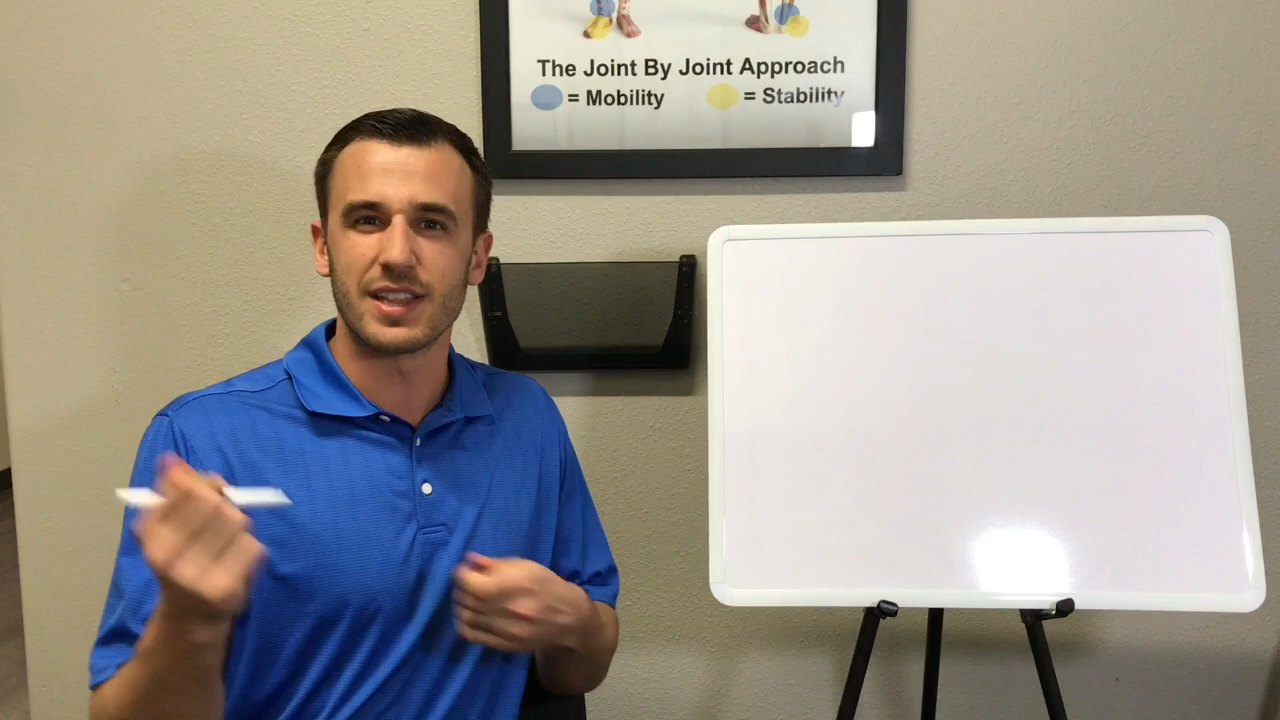 The Joint By Joint Approach
= Mobility = Stability